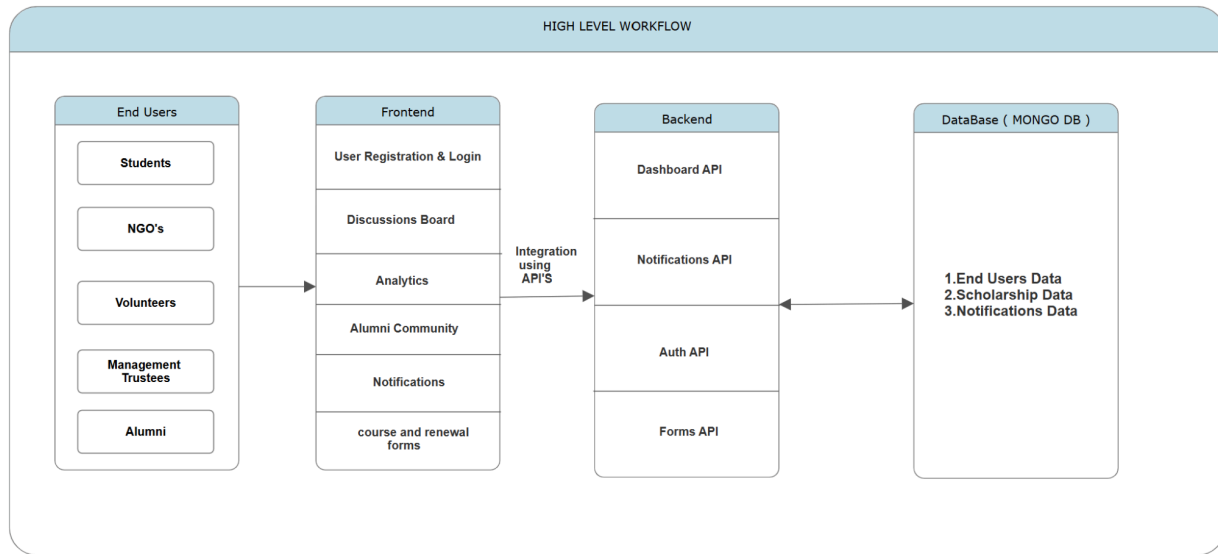 HIGH LEVEL WORKFLOW
End Users
Students
NGO's
Volunteers
Management
Trustees
Alumni
Frontend
User Registration & Login
Discussions Board
Analytics
Alumni Community
Notifications
course and renewal
forms
Integration
using
API'S
Backend
Dashboard API
Notifications API
Auth API
Forms API
DataBase ( MONGO DB )
1.End Users Data
2.Scholarship Data
3.Notifications Data